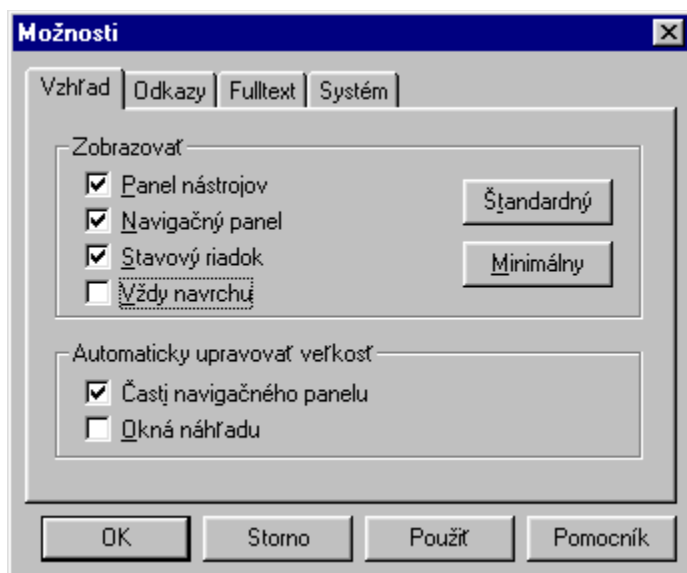 Možnosti
Vzhľad Odkazy Fulltext Systém
Zobrazovať
Panel nástrojov
Navigačný panel
Stavový riadok
Vždy navrchu
Štandardný
Minimálny
Automaticky upravovať veľkosť
Časti navigačného panelu
Okná náhľadu
OK Storno Použiť Pomocník